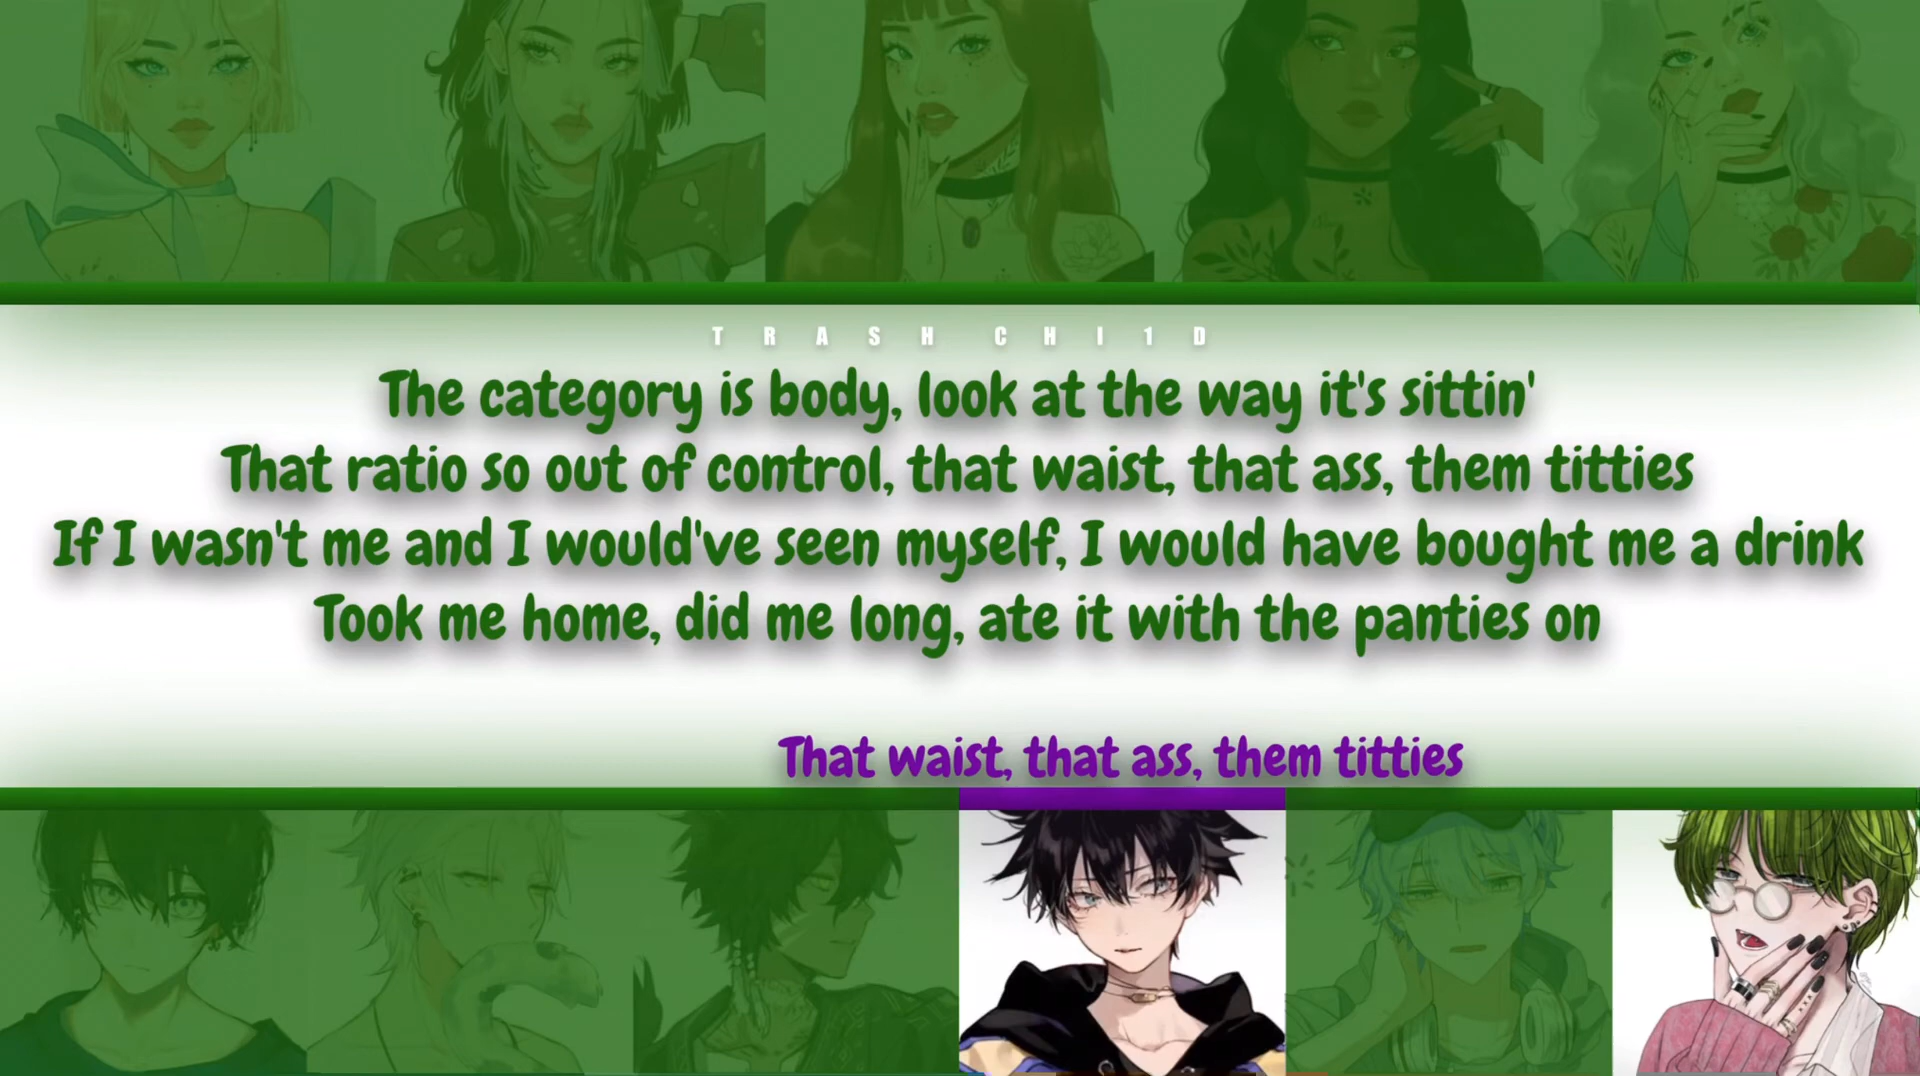 TRASH CHI1D
The category is body, look at the way it's sittin'
That ratio so out of control, that waist, that ass, them titties
If I wasn't me and I would've seen myself, I would have bought me a drink
Took me home, did me long, ate it with the panties on
That waist, that ass, them titties